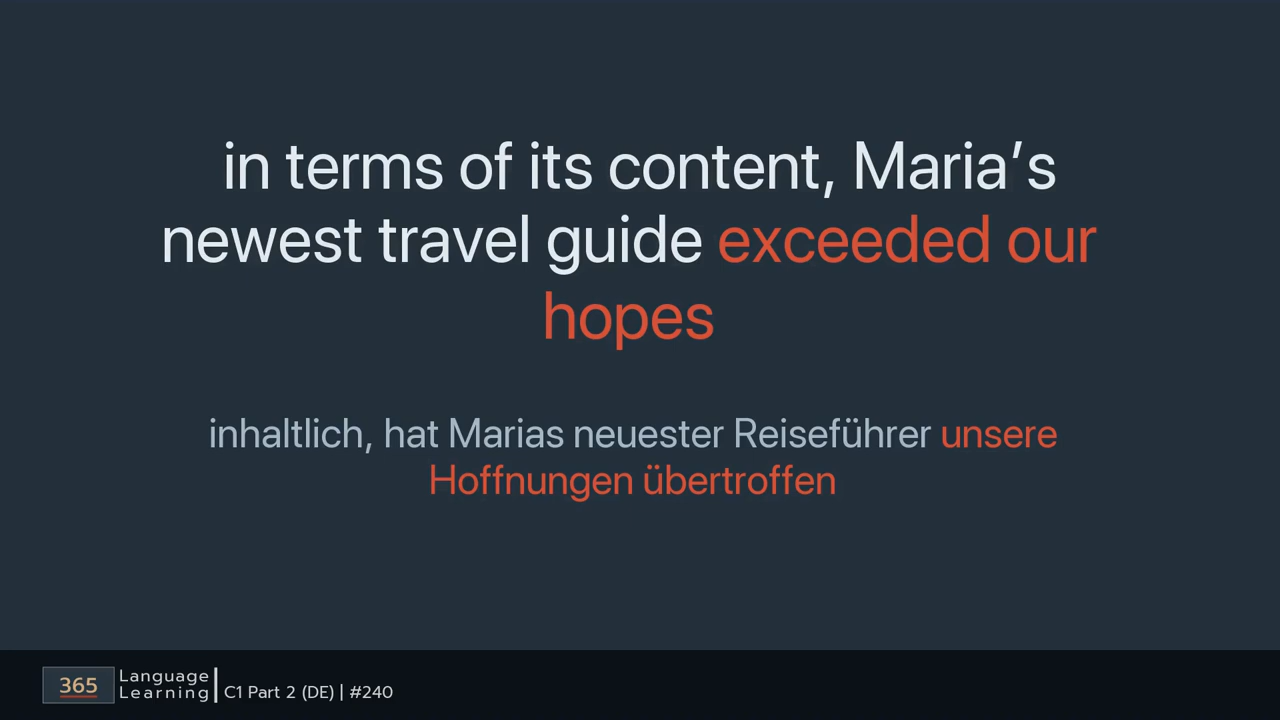 in terms of its content, Maria’s
newest travel guide exceeded our
hopes
inhaltlich, hat Marias neuester Reiseführer unsere
Hoffnungen übertroffen
365
Language
Learning
C1 Part 2 (DE) | #240